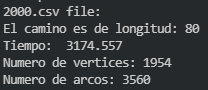 2000.csv file:
El camino es de longitud: 80
Tiempo:  3174.557
Numero de vertices: 1954
Numero de arcos: 3560